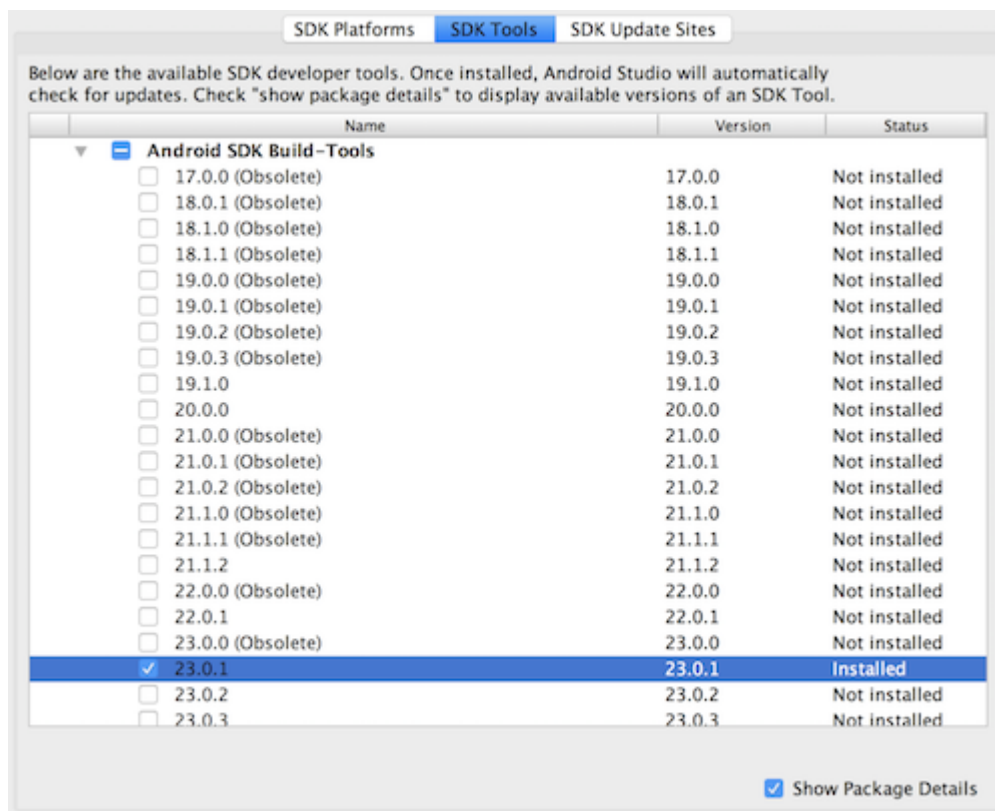 SDK Platforms SDK Tools SDK Update Sites
Below are the available SDK developer tools. Once installed, Android Studio will automatically
check for updates. Check "show package details" to display available versions of an SDK Tool.
Name Version Status
Android SDK Build-Tools
17.0.0 (Obsolete) 17.0.0 Not installed
18.0.1 (Obsolete) 18.0.1 Not installed
18.1.0 (Obsolete) 18.1.0 Not installed
18.1.1 (Obsolete) 18.1.1 Not installed
19.0.0 (Obsolete) 19.0.0 Not installed
19.0.1 (Obsolete) 19.0.1 Not installed
19.0.2 (Obsolete) 19.0.2 Not installed
19.0.3 (Obsolete) 19.0.3 Not installed
19.1.0 19.1.0 Not installed
20.0.0 20.0.0 Not installed
21.0.0 (Obsolete) 21.0.0 Not installed
21.0.1 (Obsolete) 21.0.1 Not installed
21.0.2 (Obsolete) 21.0.2 Not installed
21.1.0 (Obsolete) 21.1.0 Not installed
21.1.1 (Obsolete) 21.1.1 Not installed
21.1.2 21.1.2 Not installed
22.0.0 (Obsolete) 22.0.0 Not installed
22.0.1 22.0.1 Not installed
23.0.0 (Obsolete) 23.0.0 Not installed
23.0.1 23.0.1 Installed
23.0.2 23.0.2 Not installed
23.0.3 23.0.3 Not installed
Show Package Details